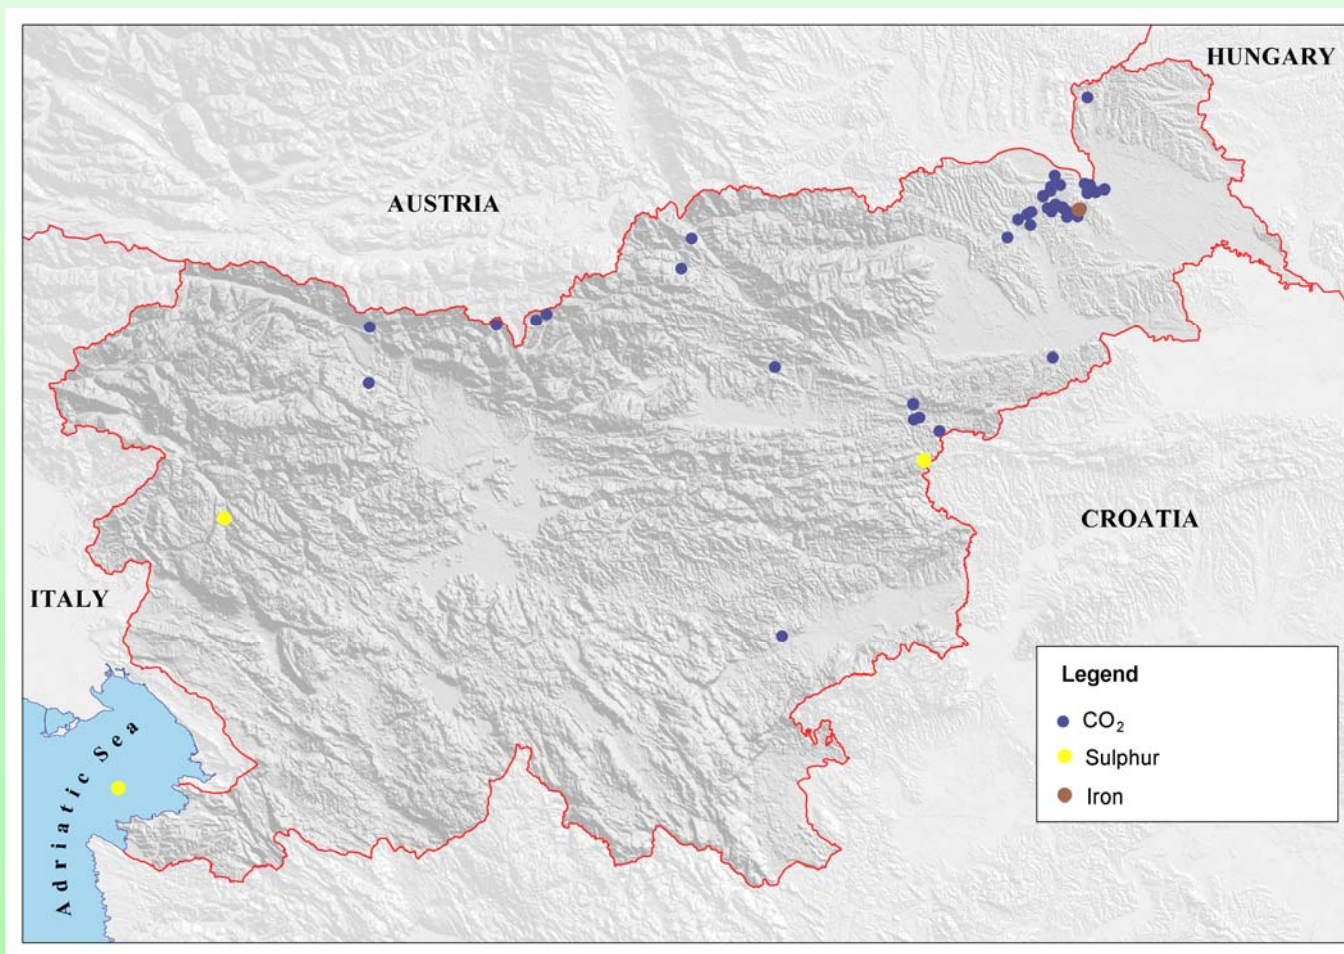 HUNGARY
AUSTRIA
CROATIA
ITALY
Adriatic Sea
Legend
CO₂
Sulphur
Iron